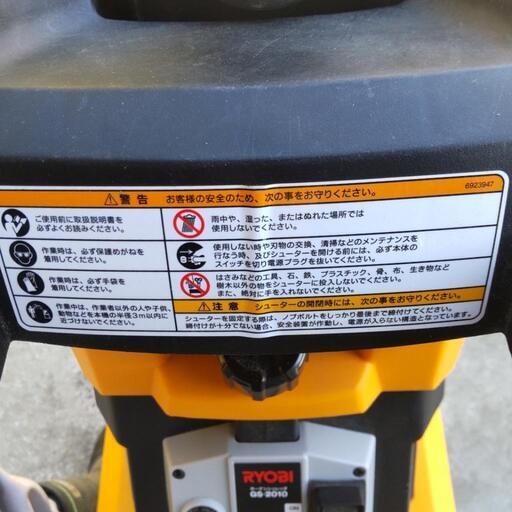 ⚠警告 お客様の安全のため、次の事をお守りください。
6923947
ご使用前に取扱説明書を
必ずよくお読みください。
作業時は、必ず保護めがねを
着用してください。
作業時は、必ず手袋を
着用してください。
作業中は、作業者以外の人や子供、
動物などを本機の半径3m以内に
近づけないでください。
雨中や、湿った、またはぬれた場所では
使用しないでください。
使用しない時や刃物の交換、清掃などのメンテナンスを
行なう時、及びシューターを開ける前には、必ず本体の
スイッチを切り電源プラグを抜いてください。
はさみなどの工具、石、鉄、プラスチック、骨、布、生き物など
樹木以外の物をシューターに入れないでください。
また、絶対に手を入れないでください。
⚠注意 シューターの開閉時には、次の事をお守りください。
シューターを固定する際は、ノブボルトをしっかり最後まで締付けてください。
締付けが十分でない場合、安全装置が作動し、電源が入らない構造となっています。
RYOBI
ガーデンシュレッダ
GS-2010
ON